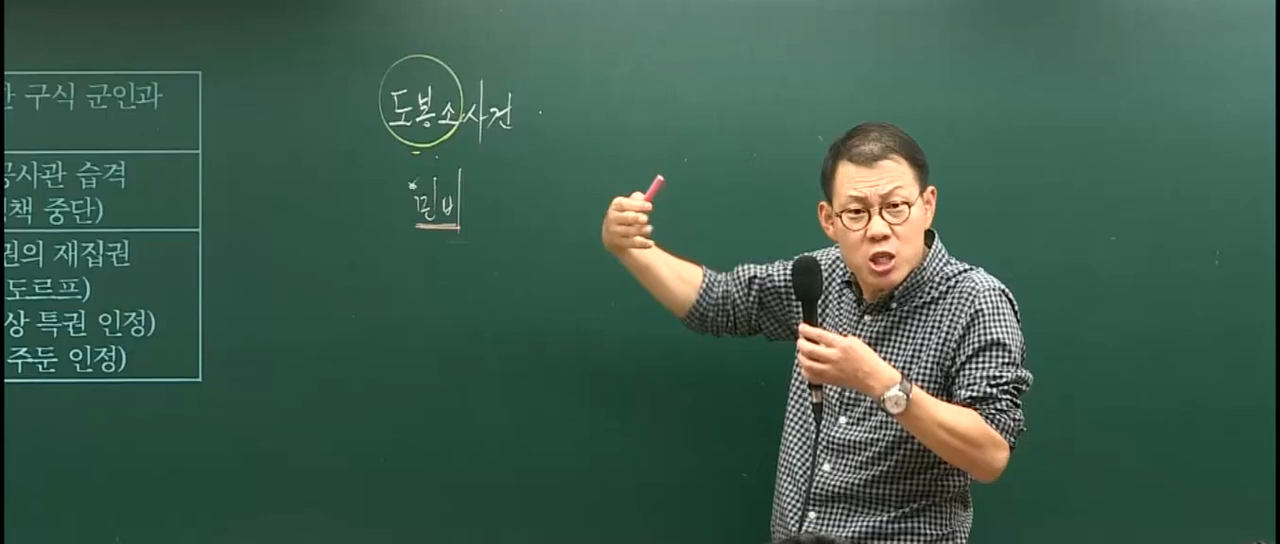 구식 군인과
공사관 습격
책 중단)
권의 재집권
도르프)
상 특권 인정)
주둔 인정)
도봉소사건
민비